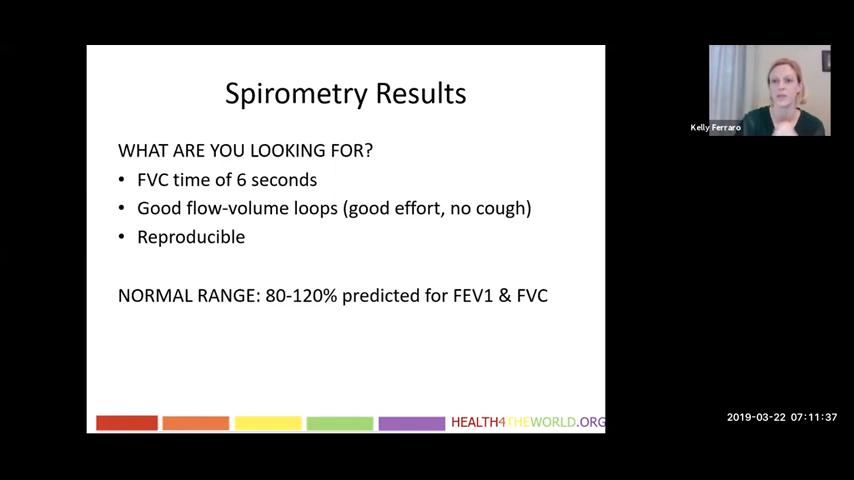 Spirometry Results
WHAT ARE YOU LOOKING FOR?
• FVC time of 6 seconds
• Good flow-volume loops (good effort, no cough)
• Reproducible
NORMAL RANGE: 80-120% predicted for FEV1 & FVC
HEALTH4THEWORLD.ORG
Kelly Ferraro
2019-03-22 07:11:37